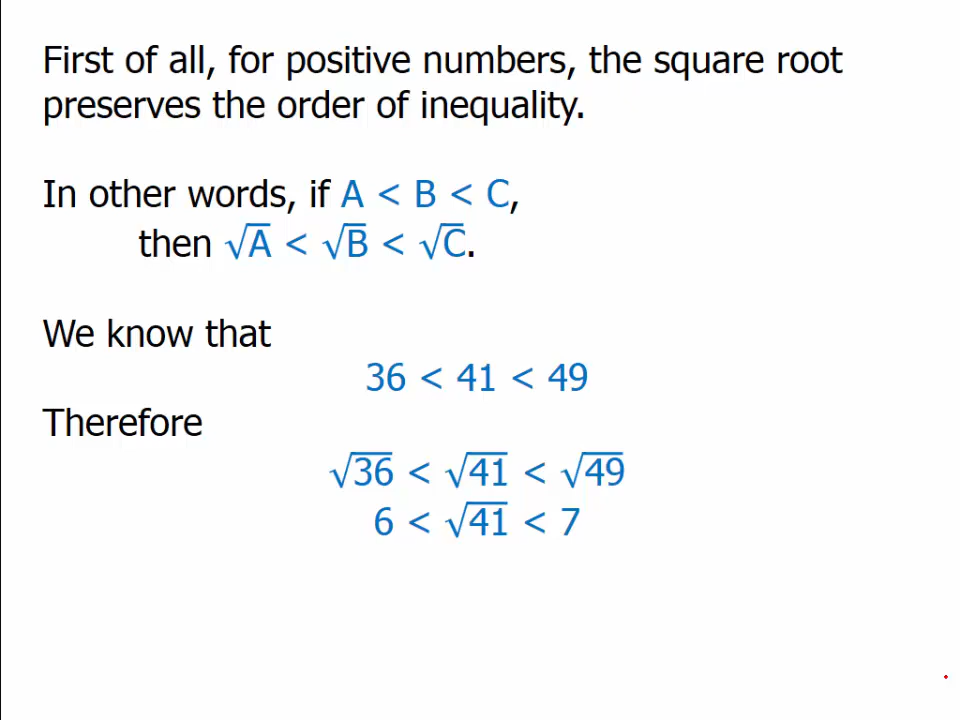 First of all, for positive numbers, the square root
preserves the order of inequality.
In other words, if A < B < C,
then √A < √B < √C.
We know that
36 < 41 < 49
Therefore
√36 < √41 < √49
6 < √41 < 7